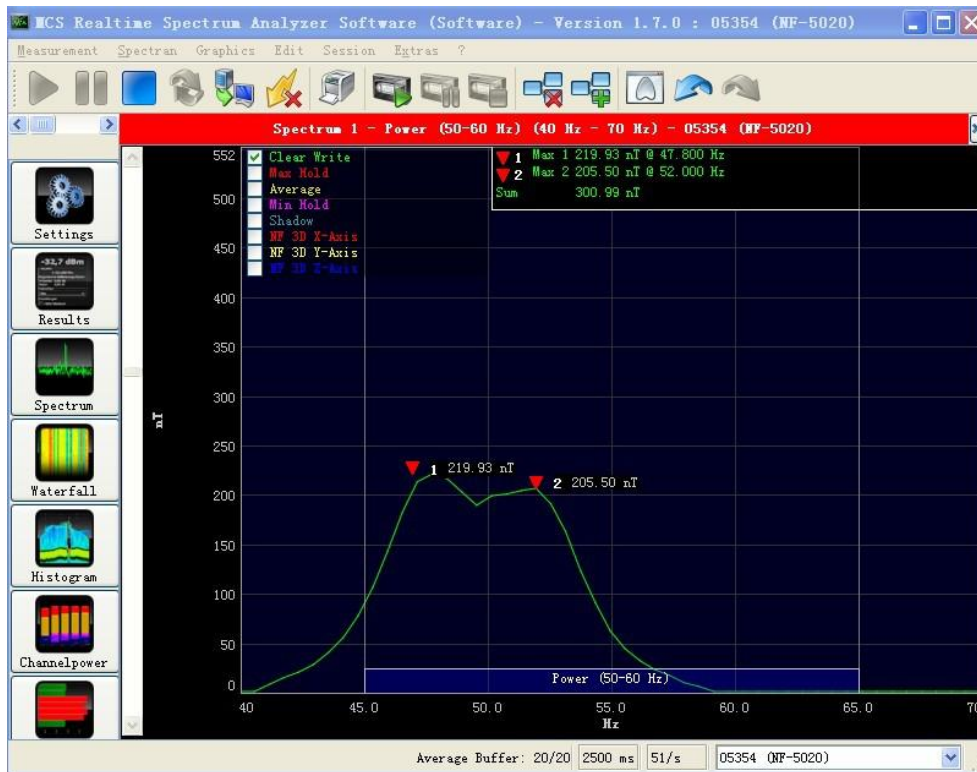 MCS Realtime Spectrum Analyzer Software (Software) - Version 1.7.0 : 05354 (NF-5020)
Measurement Spectran Graphics Edit Session Extras ?
Spectrum 1 - Power (50-60 Hz) (40 Hz - 70 Hz) - 05354 (NF-5020)
Settings
-32,7 dBm
Results
Spectrum
Waterfall
Histogram
Channelpower
552
500
450
400
350
300
250
200
150
100
50
0
nT
Clear Write
Max Hold
Average
Min Hold
Shadow
NF 3D X-Axis
NF 3D Y-Axis
NF 3D Z-Axis
1 Max 1 219.93 nT @ 47.800 Hz
2 Max 2 205.50 nT @ 52.000 Hz
Sum 300.99 nT
1 219.93 nT
2 205.50 nT
Power (50-60 Hz)
40 45.0 50.0 55.0 60.0 65.0
Hz
Average Buffer: 20/20 2500 ms 51/s 05354 (NF-5020)